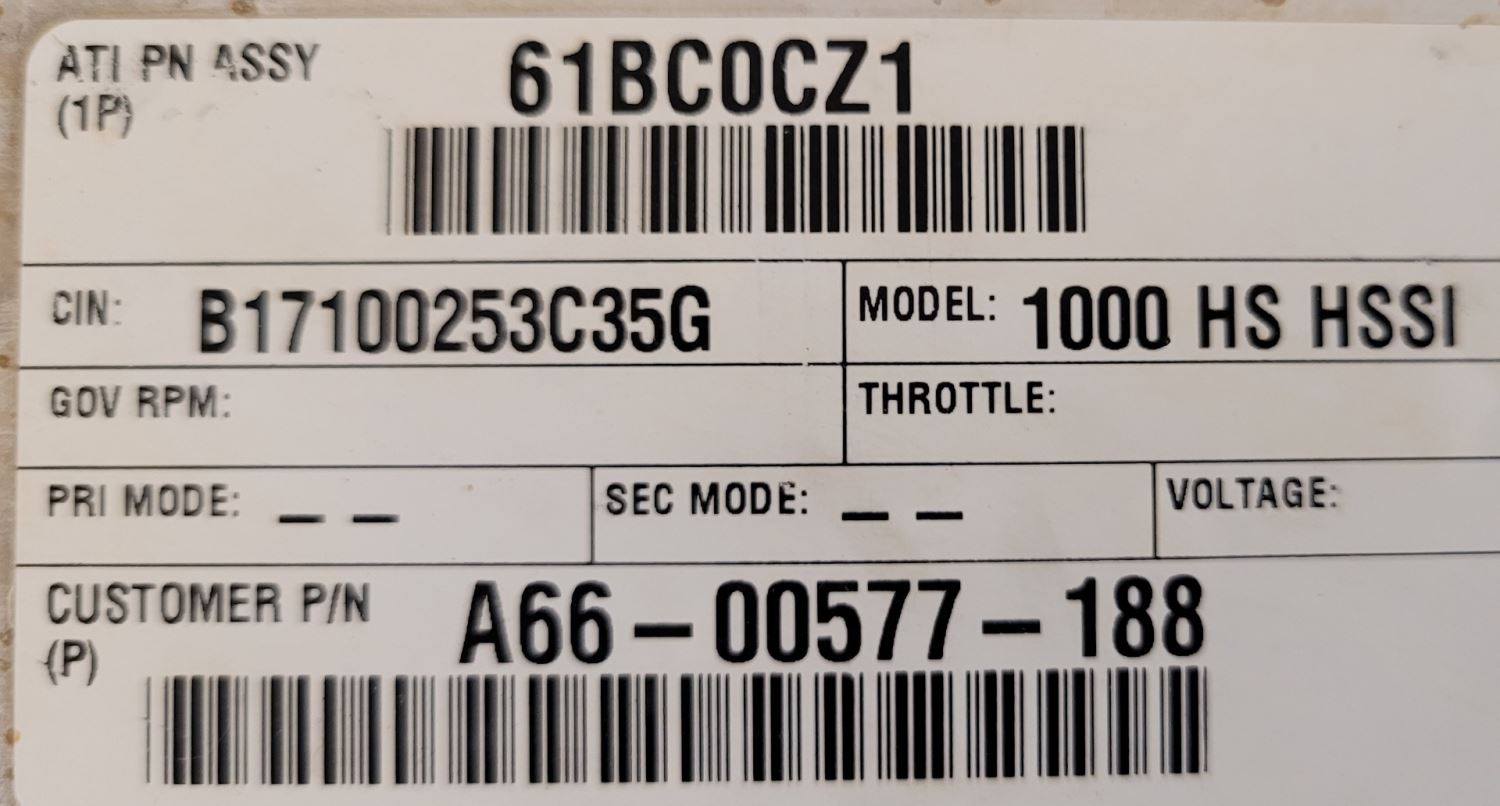 ATI PN ASSY 61BC0CZ1
(1P)
CIN: B17100253C35G MODEL: 1000 HS HSSI
GOV RPM: THROTTLE:
PRI MODE: – – SEC MODE: – – VOLTAGE:
CUSTOMER P/N A66–00577–188
(P)